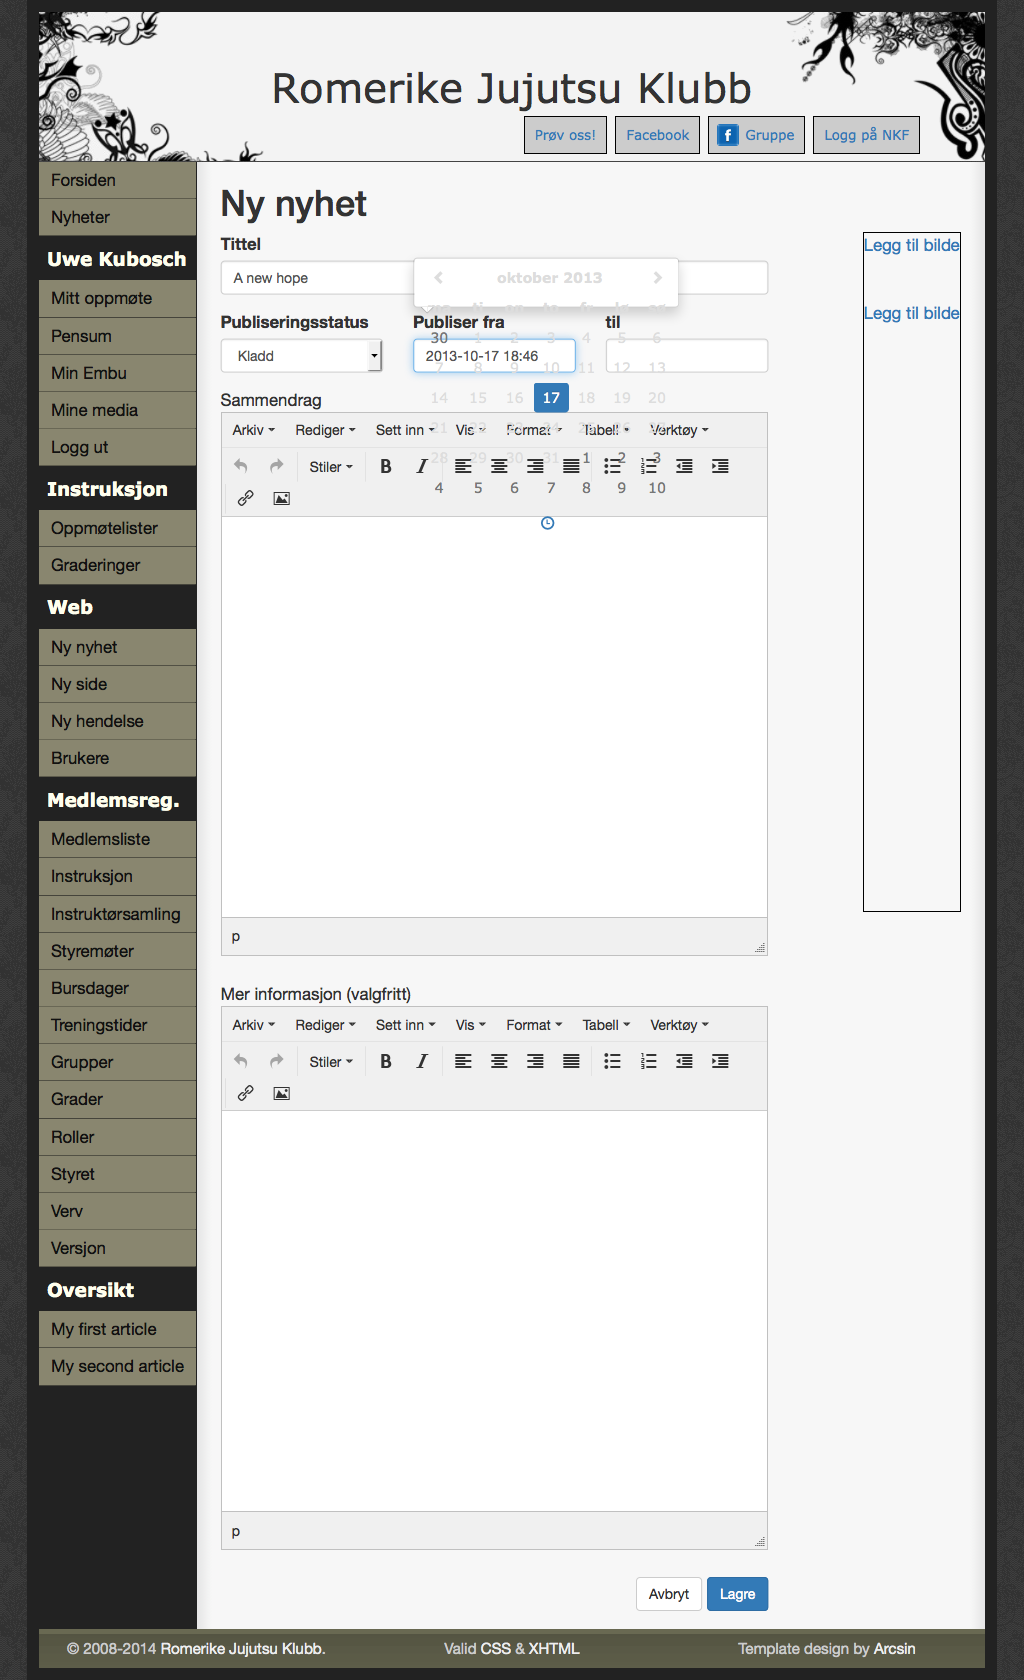 Romerike Jujutsu Klubb
Prøv oss!
Facebook
Gruppe
Logg på NKF
Forsiden
Nyheter
Uwe Kubosch
Mitt oppmøte
Pensum
Min Embu
Mine media
Logg ut
Instruksjon
Oppmøtelister
Graderinger
Web
Ny nyhet
Ny side
Ny hendelse
Brukere
Medlemsreg.
Medlemsliste
Instruksjon
Instruktørsamling
Styremøter
Bursdager
Treningstider
Grupper
Grader
Roller
Styret
Verv
Versjon
Oversikt
My first article
My second article
Ny nyhet
Tittel
A new hope
oktober 2013
Publiseringsstatus
Publiser fra
til
Kladd
2013-10-17 18:46
30 1 2 3 4 5 6
7 8 9 10 11 12 13
14 15 16 17 18 19 20
21 22 23 24 25 26 27
28 29 30 31 1 2 3
4 5 6 7 8 9 10
Sammendrag
Arkiv Rediger Sett inn Vis Format Tabell Verktøy
Stiler B I
p
Mer informasjon (valgfritt)
Arkiv Rediger Sett inn Vis Format Tabell Verktøy
Stiler B I
p
Avbryt Lagre
Legg til bilde
Legg til bilde
© 2008-2014 Romerike Jujutsu Klubb. Valid CSS & XHTML Template design by Arcsin